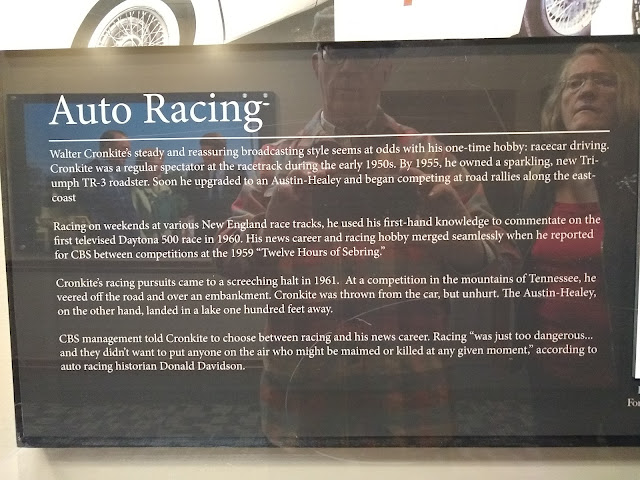 Auto Racing
Walter Cronkite's steady and reassuring broadcasting style seems at odds with his one-time hobby: racecar driving.
Cronkite was a regular spectator at the racetrack during the early 1950s. By 1955, he owned a sparkling, new Tri-
umph TR-3 roadster. Soon he upgraded to an Austin-Healey and began competing at road rallies along the east-
coast
Racing on weekends at various New England race tracks, he used his first-hand knowledge to commentate on the
first televised Daytona 500 race in 1960. His news career and racing hobby merged seamlessly when he reported
for CBS between competitions at the 1959 “Twelve Hours of Sebring.”
Cronkite's racing pursuits came to a screeching halt in 1961.  At a competition in the mountains of Tennessee, he
veered off the road and over an embankment. Cronkite was thrown from the car, but unhurt. The Austin-Healey,
on the other hand, landed in a lake one hundred feet away.
CBS management told Cronkite to choose between racing and his news career. Racing “was just too dangerous...
and they didn't want to put anyone on the air who might be maimed or killed at any given moment,” according to
auto racing historian Donald Davidson.